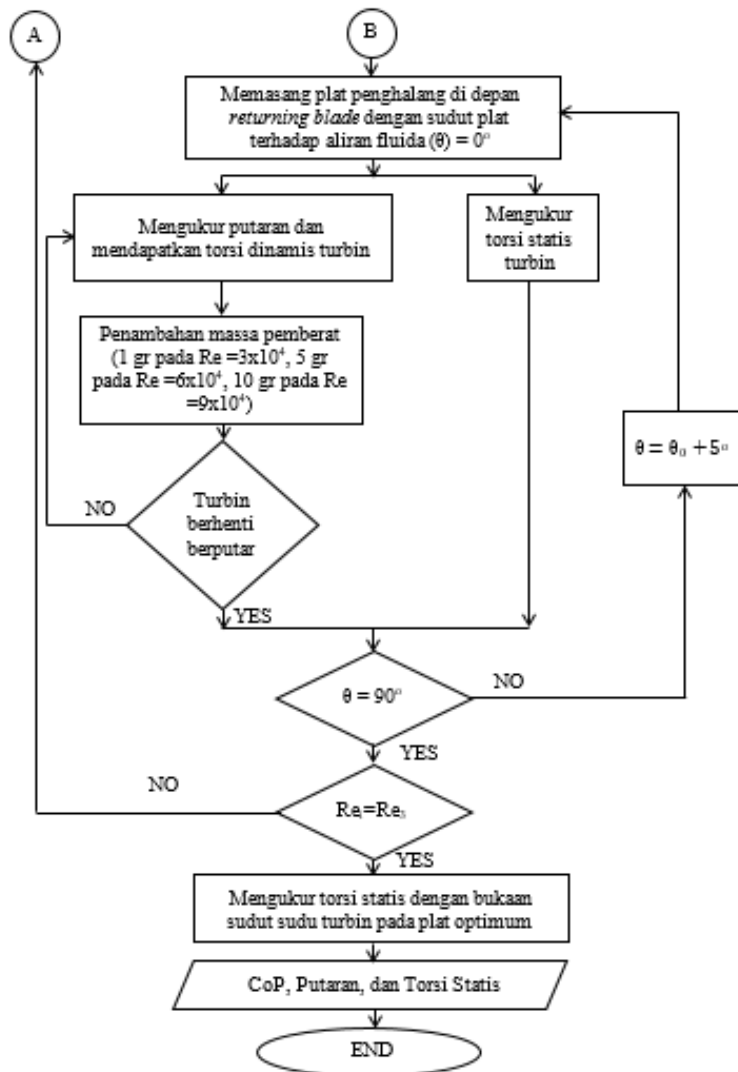 A
B
Memasang plat penghalang di depan
returning blade dengan sudut plat
terhadap aliran fluida (θ) = 0°
Mengukur putaran dan
mendapatkan torsi dinamis turbin
Mengukur
torsi statis
turbin
Penambahan massa pemberat
(1 gr pada Re =3x10⁴, 5 gr
pada Re =6x10⁴, 10 gr pada Re
=9x10⁴)
θ = θ₀ + 5°
NO
Turbin
berhenti
berputar
YES
θ = 90°
NO
YES
NO
Reᵢ=Re₃
YES
Mengukur torsi statis dengan bukaan
sudut sudu turbin pada plat optimum
CoP, Putaran, dan Torsi Statis
END